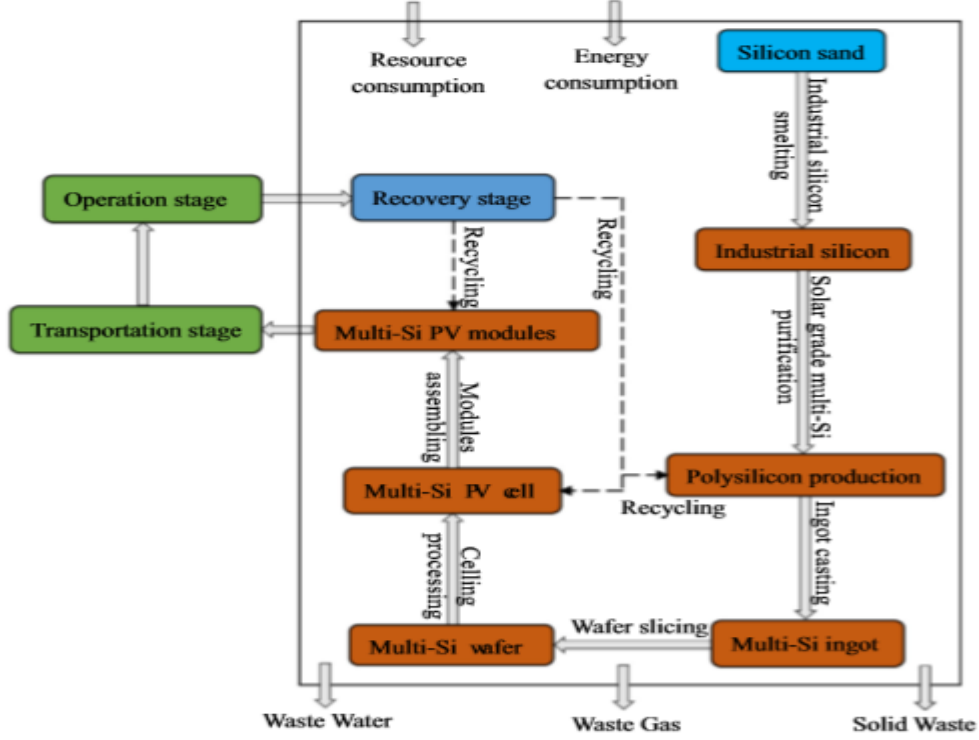 Resource
consumption
Energy
consumption
Silicon sand
Industrial silicon
smelting
Operation stage
Recovery stage
Recycling
Recycling
Industrial silicon
Transportation stage
Multi-Si PV modules
Solar grade multi-Si
purification
Modules
assembling
Multi-Si PV cell
Polysilicon production
Recycling
Ingot casting
Celling
processing
Wafer slicing
Multi-Si wafer
Multi-Si ingot
Waste Water
Waste Gas
Solid Waste